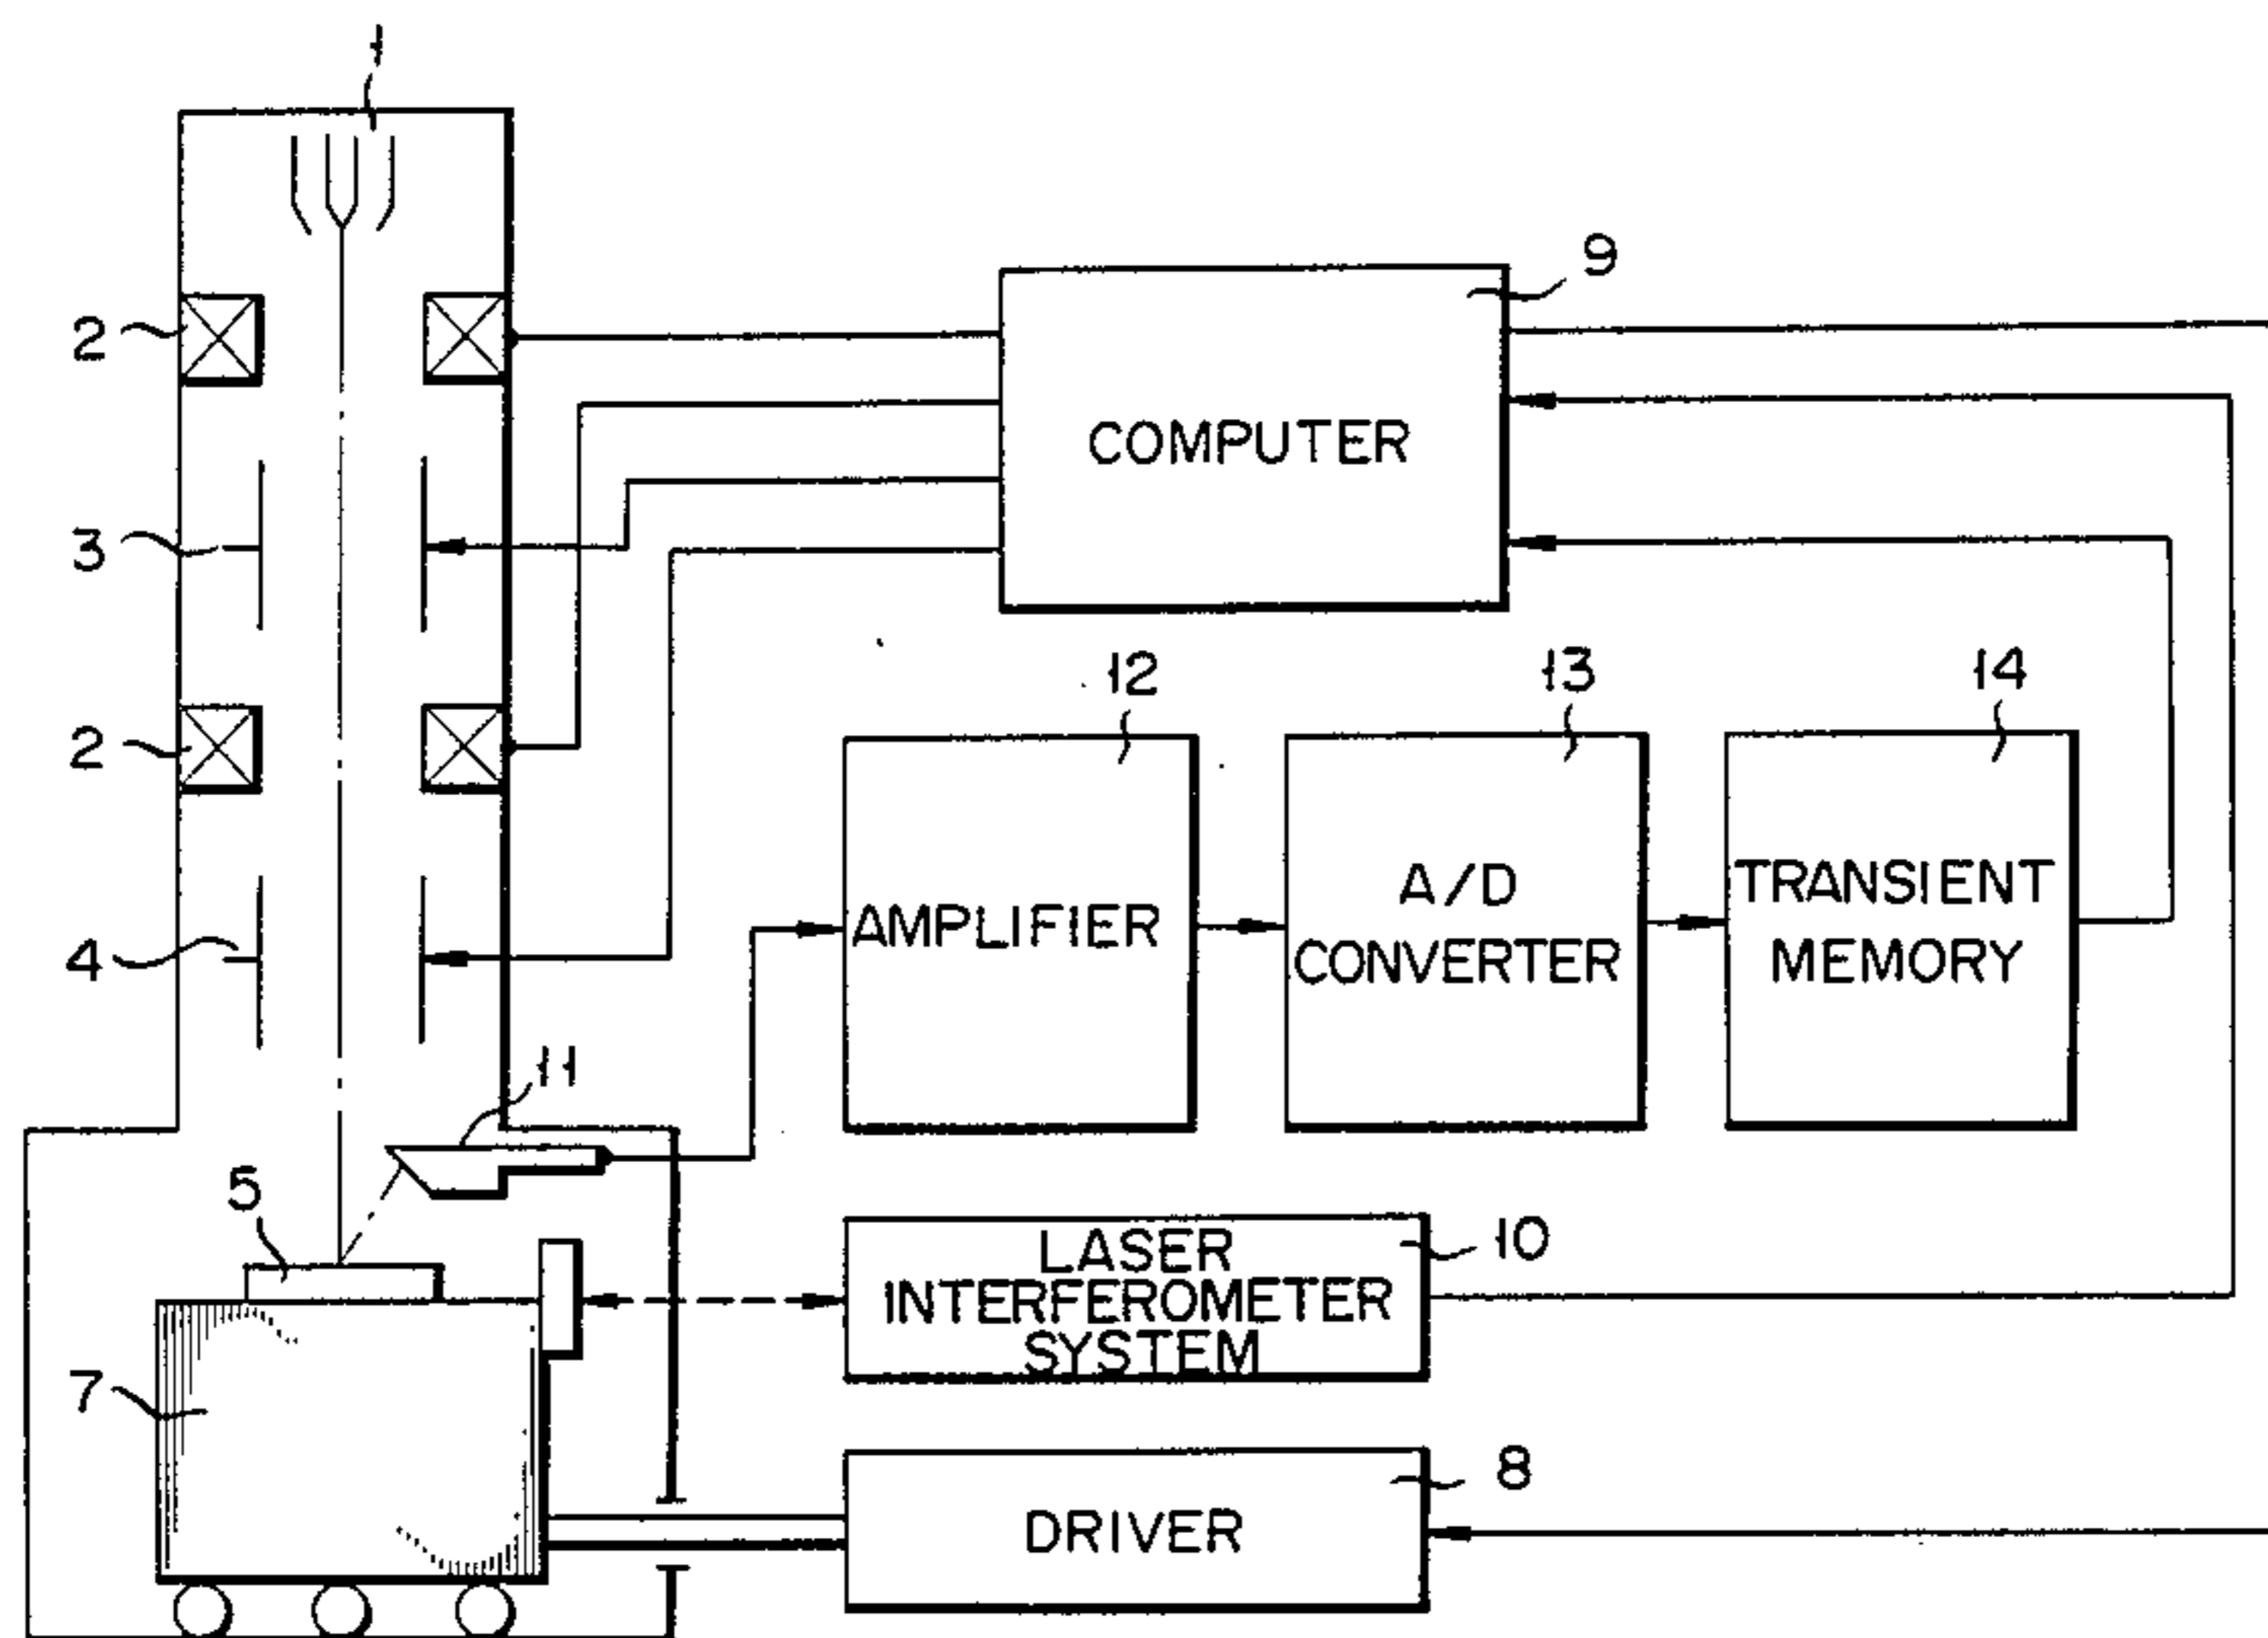 1
9
2
COMPUTER
3
12
13
14
2
AMPLIFIER
A/D
CONVERTER
TRANSIENT
MEMORY
4
11
5
LASER
INTERFEROMETER
SYSTEM
10
7
DRIVER
8